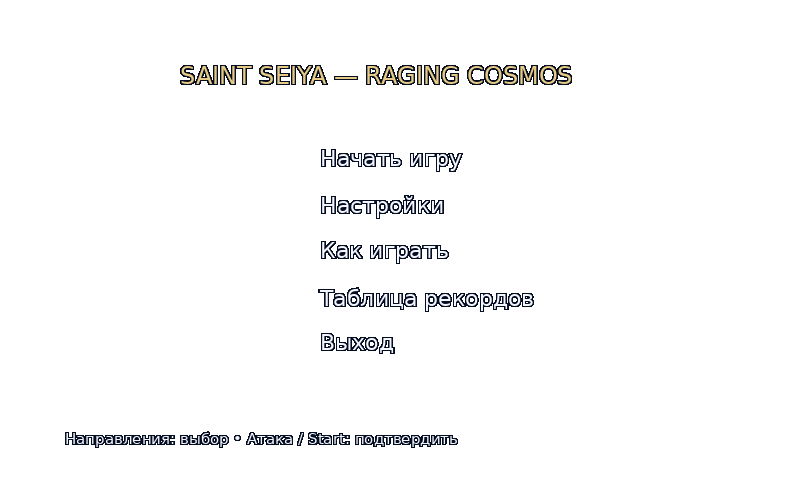 SAINT SEIYA — RAGING COSMOS
Начать игру
Настройки
Как играть
Таблица рекордов
Выход
Направления: выбор • Атака / Start: подтвердить